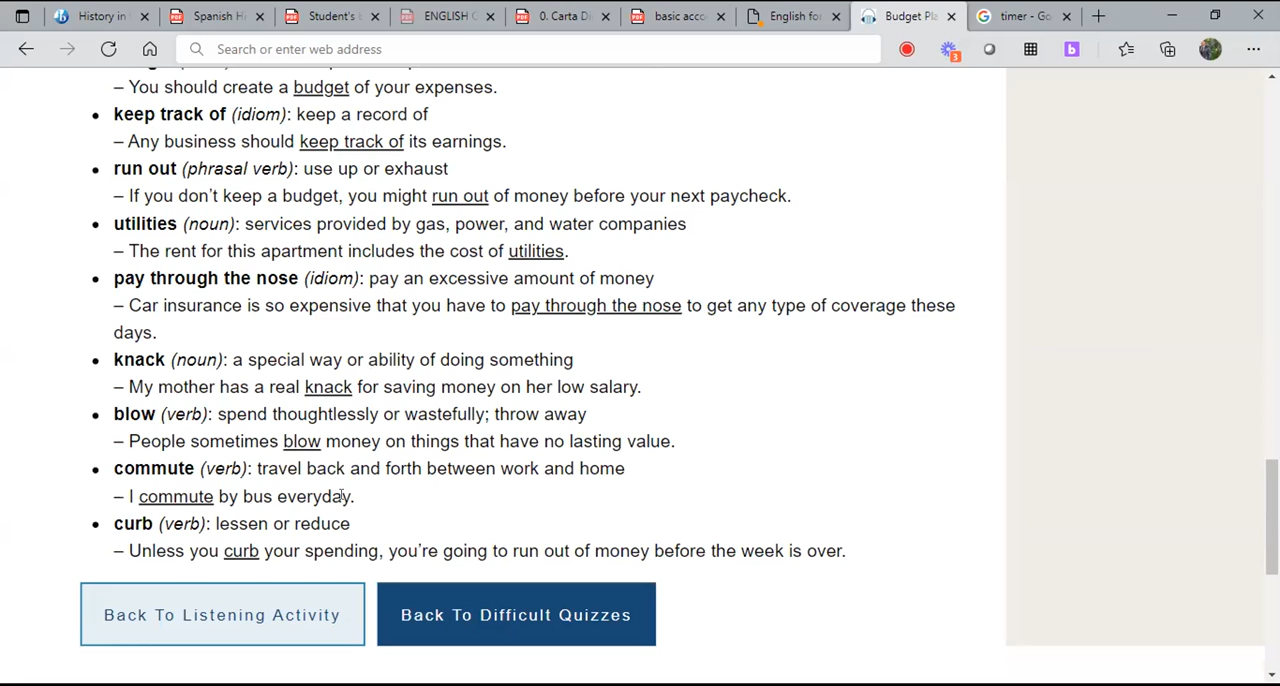 History in
Spanish H
Student's
ENGLISH
0. Carta Di
basic acco
English for
Budget Pla
timer - Go
Search or enter web address
3
– You should create a budget of your expenses.
• keep track of (idiom): keep a record of
– Any business should keep track of its earnings.
• run out (phrasal verb): use up or exhaust
– If you don't keep a budget, you might run out of money before your next paycheck.
• utilities (noun): services provided by gas, power, and water companies
– The rent for this apartment includes the cost of utilities.
• pay through the nose (idiom): pay an excessive amount of money
– Car insurance is so expensive that you have to pay through the nose to get any type of coverage these
days.
• knack (noun): a special way or ability of doing something
– My mother has a real knack for saving money on her low salary.
• blow (verb): spend thoughtlessly or wastefully; throw away
– People sometimes blow money on things that have no lasting value.
• commute (verb): travel back and forth between work and home
– I commute by bus everyday.
• curb (verb): lessen or reduce
– Unless you curb your spending, you're going to run out of money before the week is over.
Back To Listening Activity
Back To Difficult Quizzes